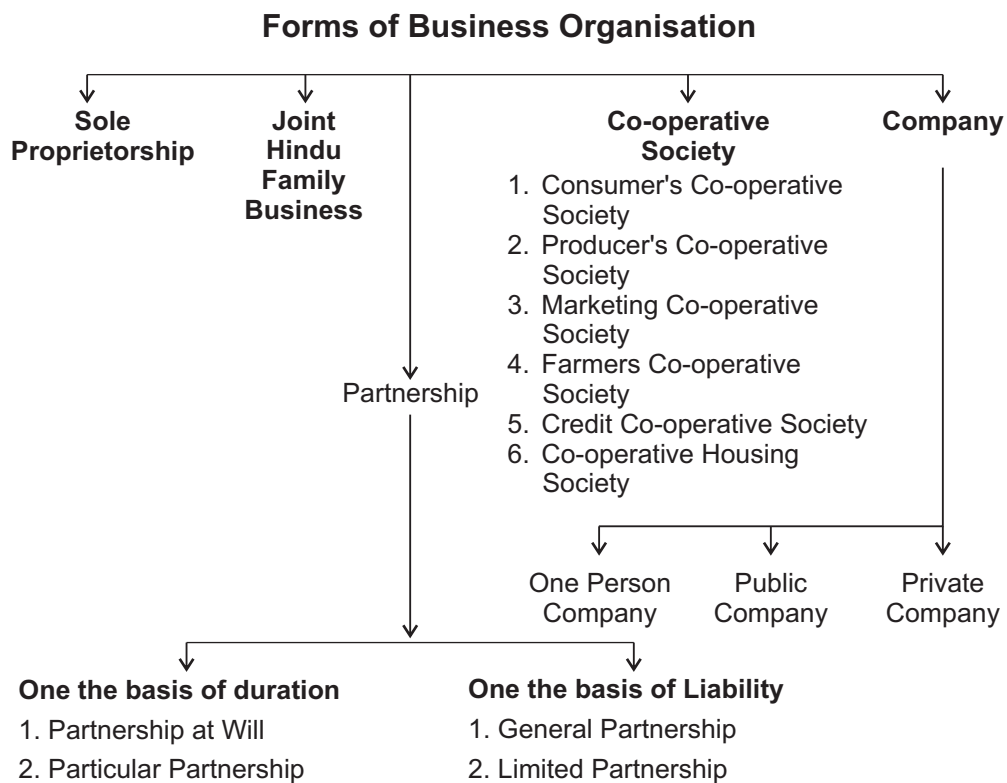 Forms of Business Organisation
Sole
Proprietorship
Joint
Hindu
Family
Business
Partnership
Co-operative
Society
1. Consumer's Co-operative
Society
2. Producer's Co-operative
Society
3. Marketing Co-operative
Society
4. Farmers Co-operative
Society
5. Credit Co-operative Society
6. Co-operative Housing
Society
Company
One Person
Company
Public
Company
Private
Company
One the basis of duration
1. Partnership at Will
2. Particular Partnership
One the basis of Liability
1. General Partnership
2. Limited Partnership